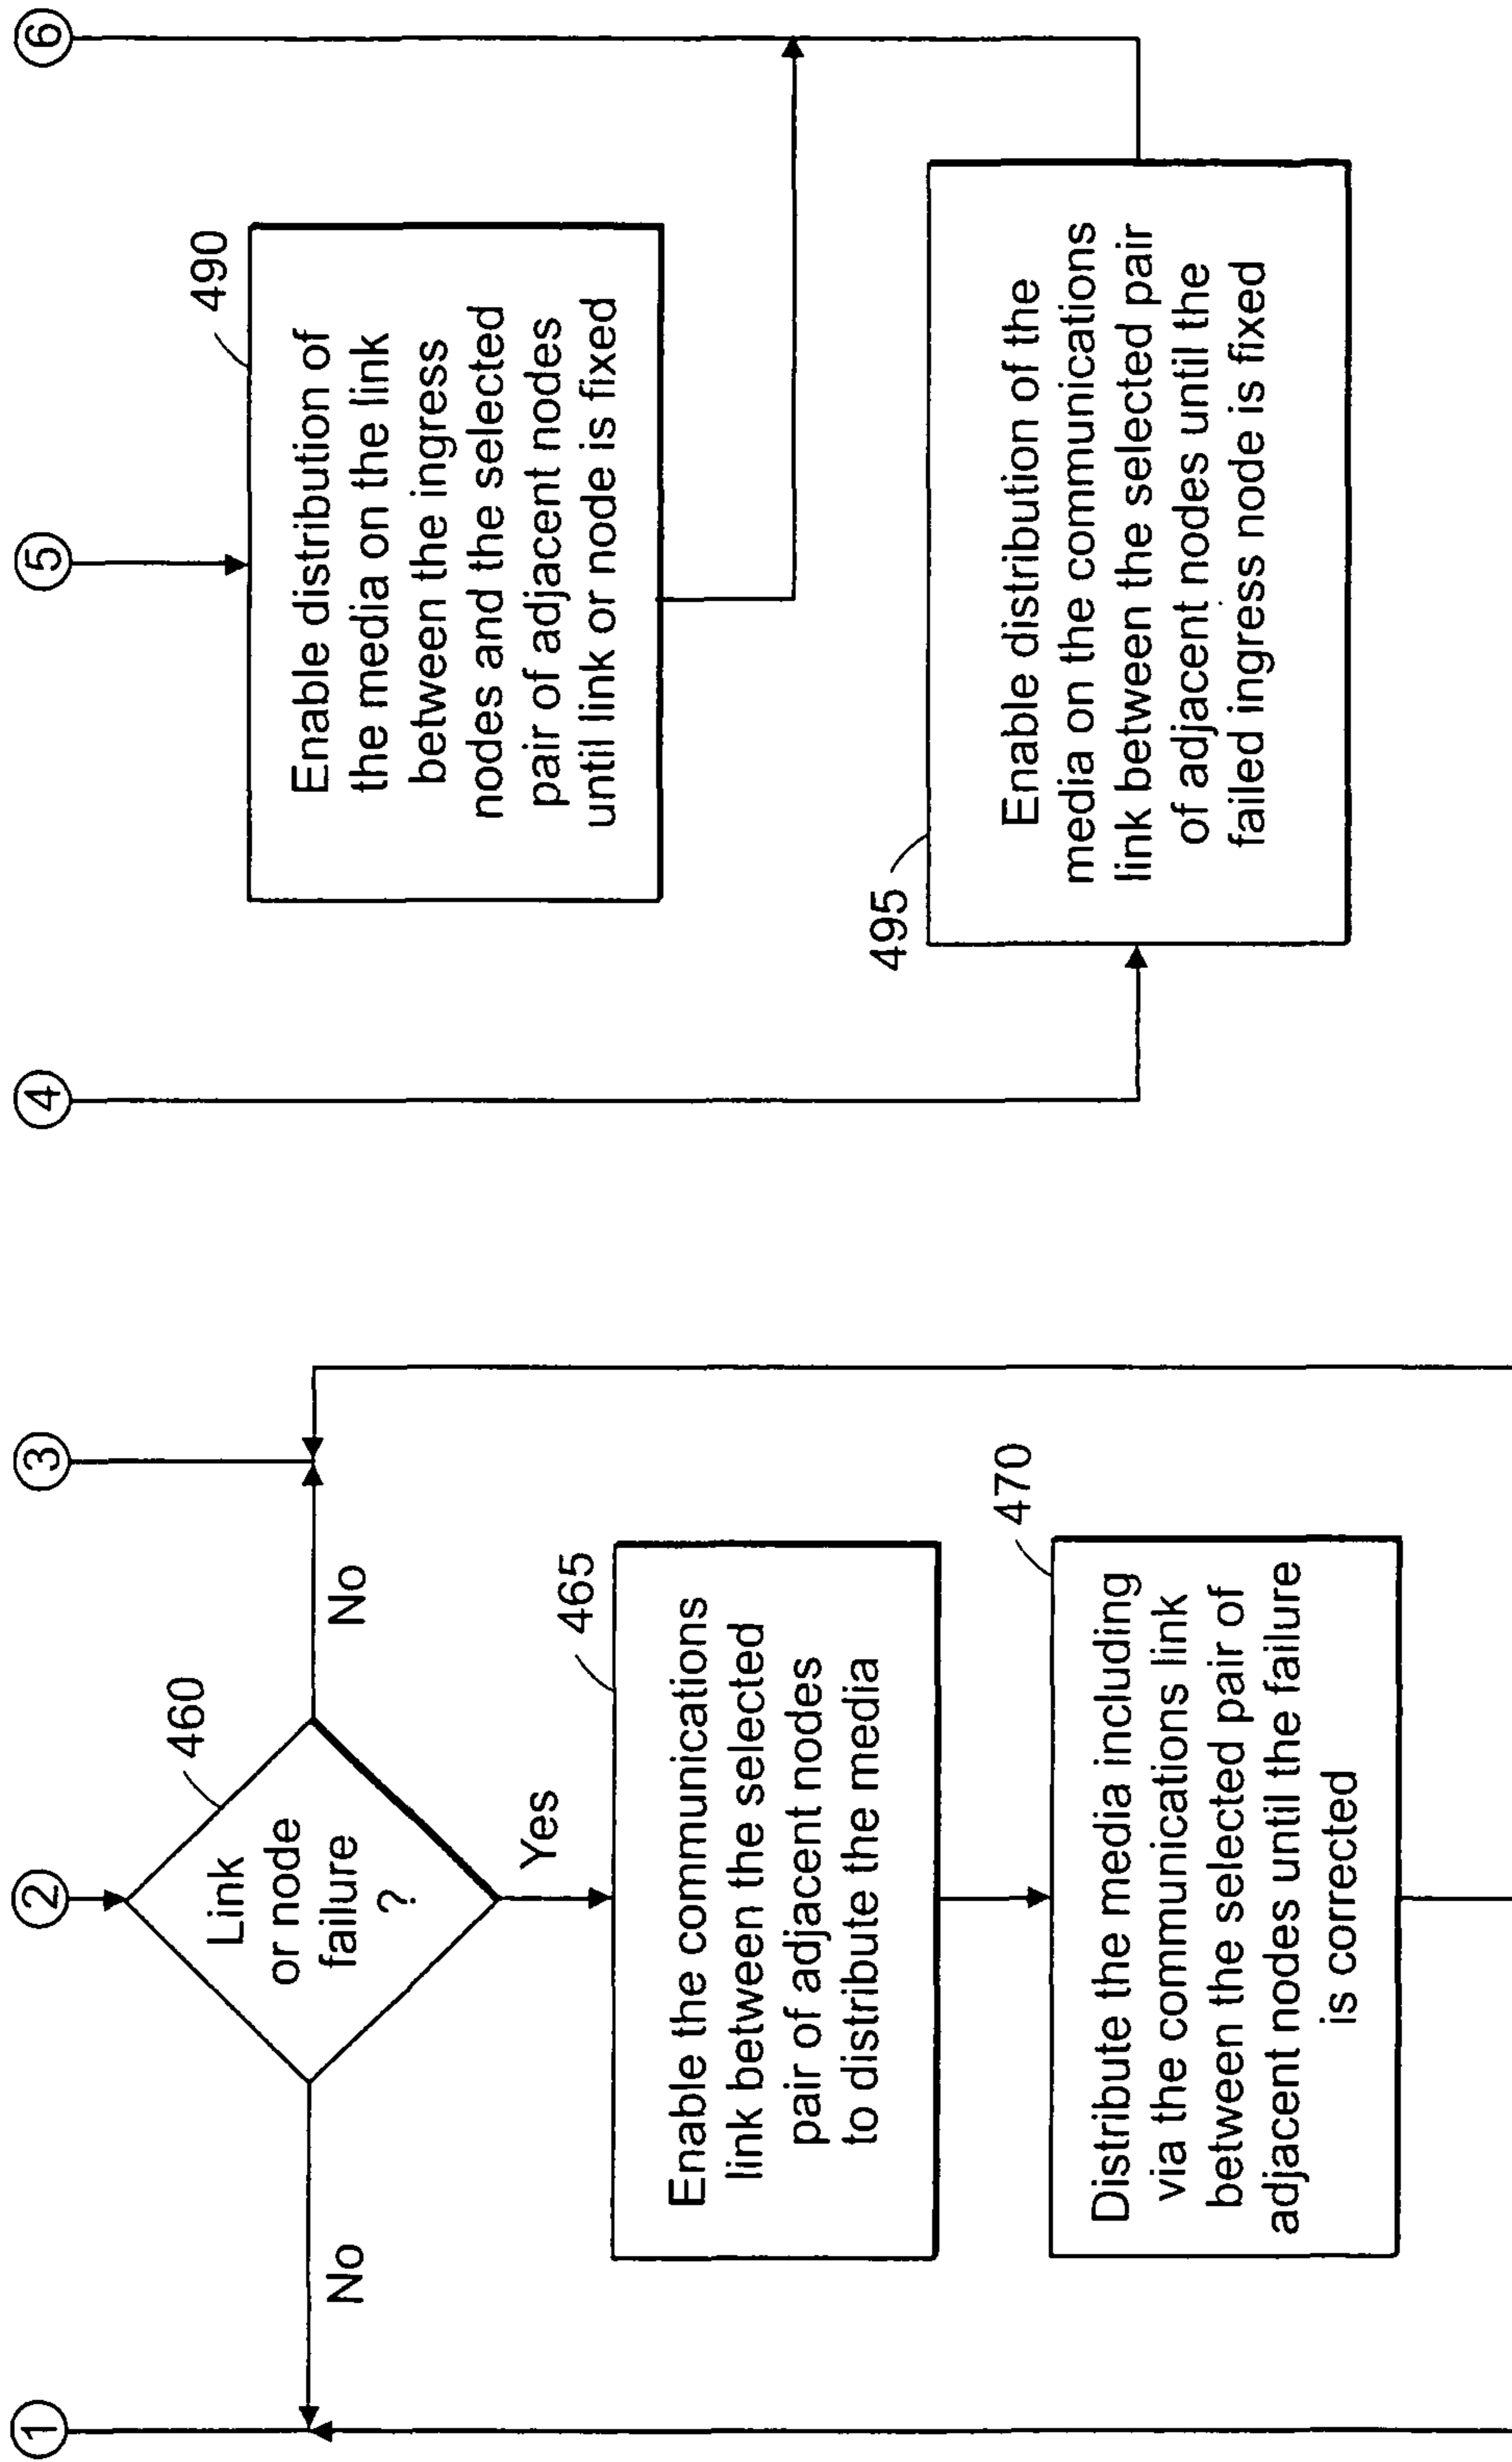 1
2
3
4
5
6
460
Link
or node
failure
?
No
No
Yes
465
Enable the communications
link between the selected
pair of adjacent nodes
to distribute the media
470
Distribute the media including
via the communications link
between the selected pair of
adjacent nodes until the failure
is corrected
490
Enable distribution of
the media on the link
between the ingress
nodes and the selected
pair of adjacent nodes
until link or node is fixed
495
Enable distribution of the
media on the communications
link between the selected pair
of adjacent nodes until the
failed ingress node is fixed